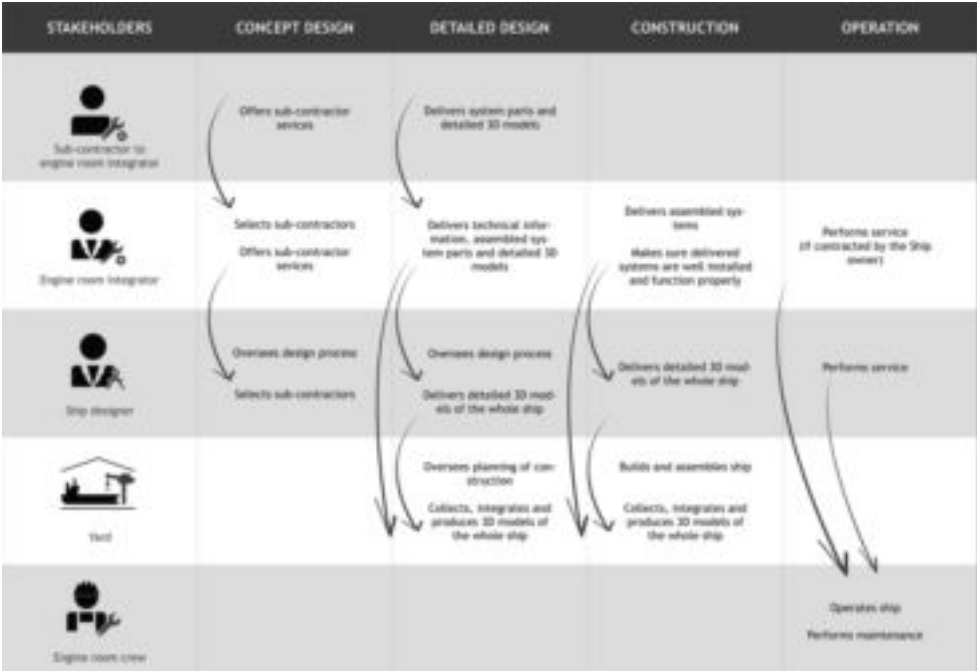 STAKEHOLDERS
CONCEPT DESIGN
DETAILED DESIGN
CONSTRUCTION
OPERATION
Sub-contractor to
engine room integrator
Offers sub-contractor
sevices
Delivers system parts and
detailed 3D models
Engine room integrator
Selects sub-contractors
Offers sub-contractor
sevices
Delivers technical infor-
mation, assembled sys-
tem parts and detailed 3D
models
Delivers assembled sys-
tems
Makes sure delivered
systems are well installed
and function properly
Performs service
(if contracted by the Ship
owner)
Ship designer
Oversees design process
Selects sub-contractors
Oversees design process
Delivers detailed 3D mod-
els of the whole ship
Delivers detailed 3D mod-
els of the whole ship
Performs service
Yard
Oversees planning of con-
struction
Collects, integrates and
produces 3D models of
the whole ship
Builds and assembles ship
Collects, integrates and
produces 3D models of
the whole ship
Engine room crew
Operates ship
Performs maintenance